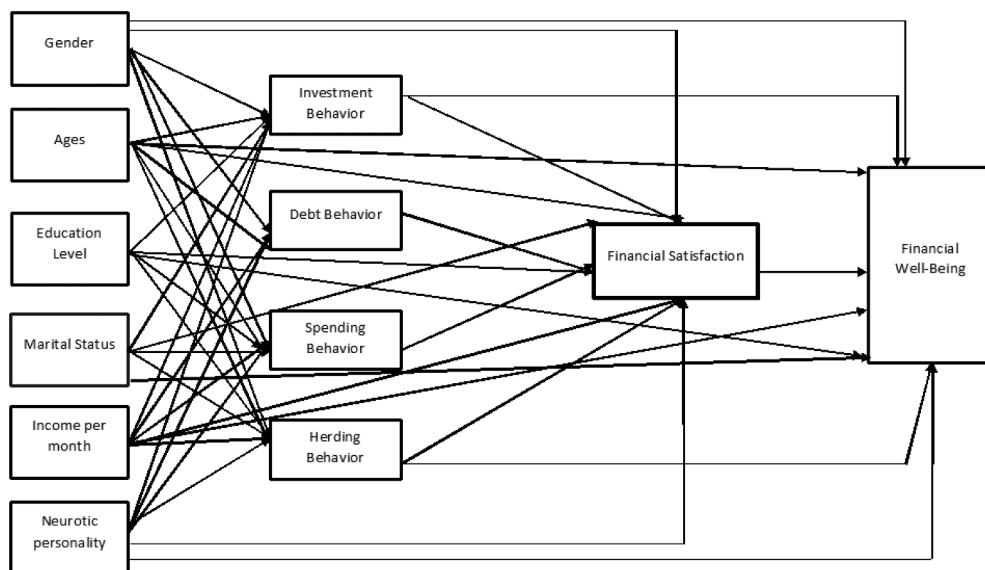 Gender
Ages
Education
Level
Marital Status
Income per
month
Neurotic
personality
Investment
Behavior
Debt Behavior
Spending
Behavior
Herding
Behavior
Financial Satisfaction
Financial
Well-Being